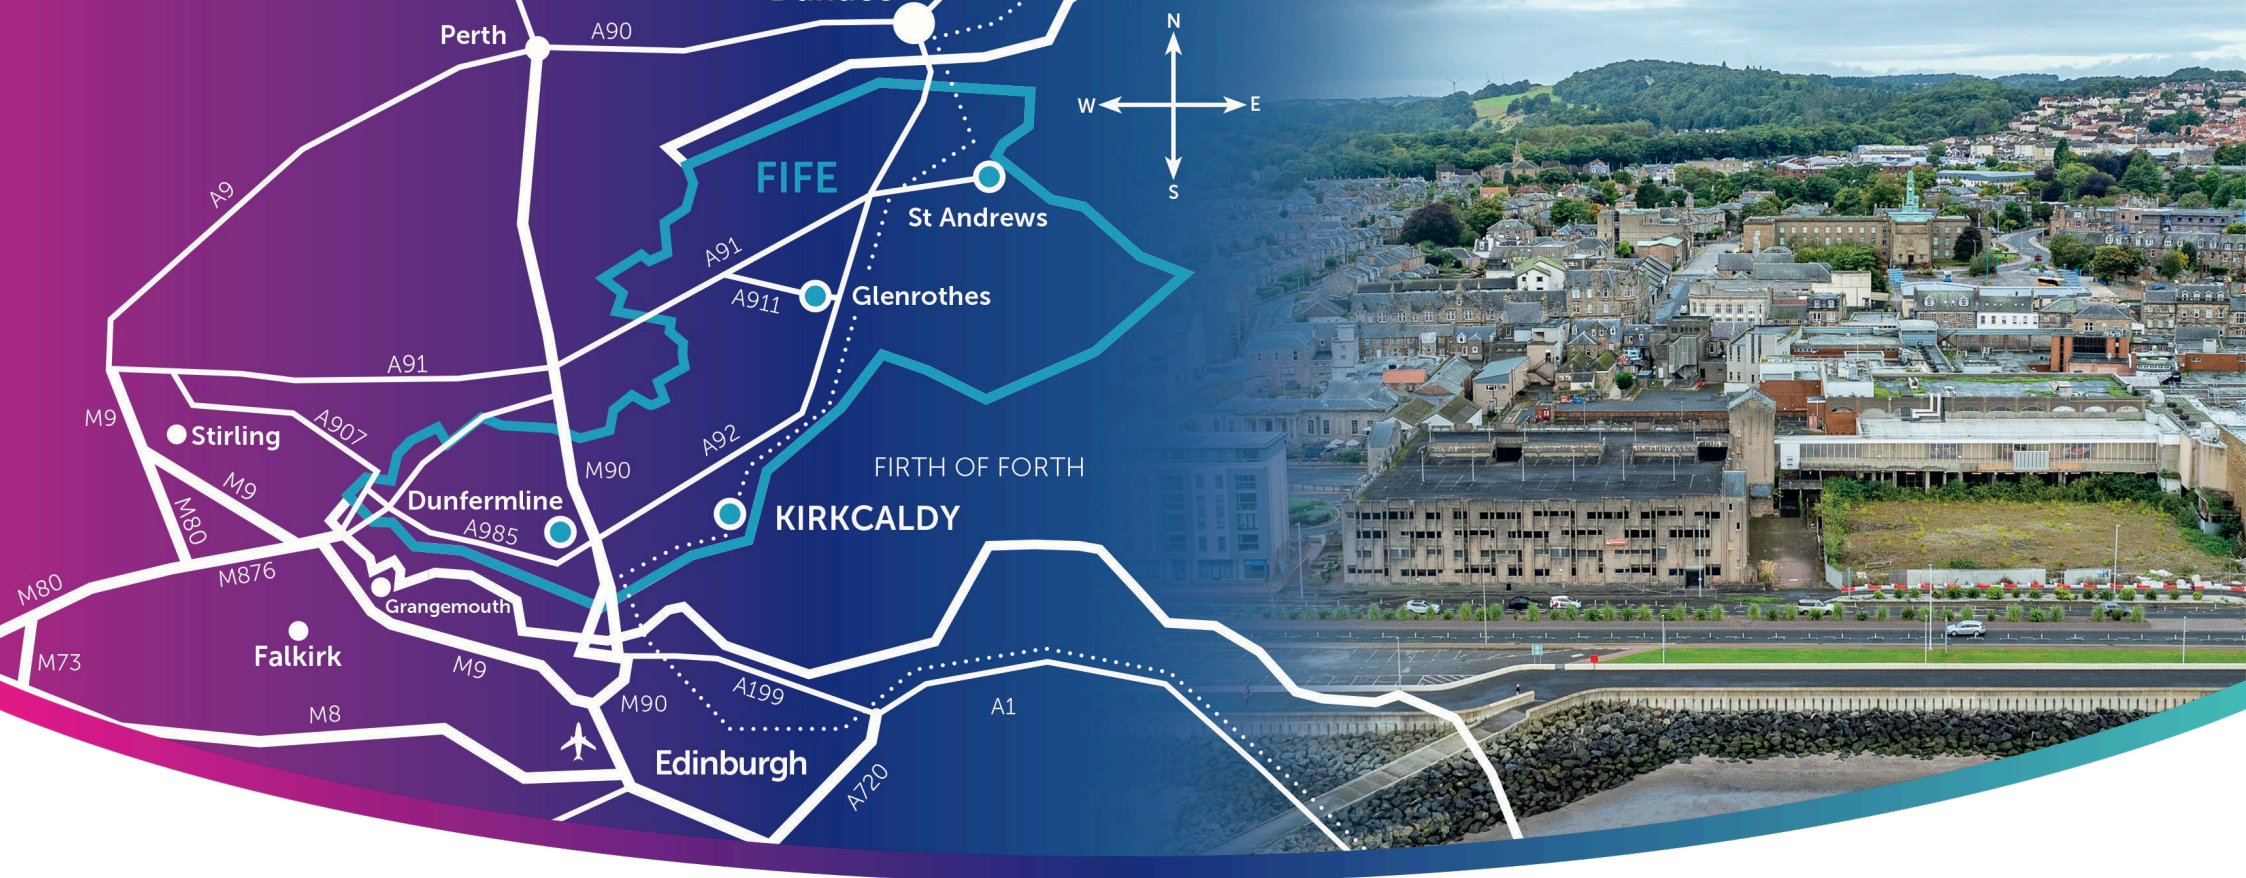 Perth
A90
N
W
E
S
A9
FIFE
St Andrews
A91
A911
Glenrothes
A91
M9
Stirling
A907
A92
M90
FIRTH OF FORTH
M9
M80
Dunfermline
A985
KIRKCALDY
M876
M80
Grangemouth
Falkirk
M73
M9
A199
M90
A1
M8
Edinburgh
A720